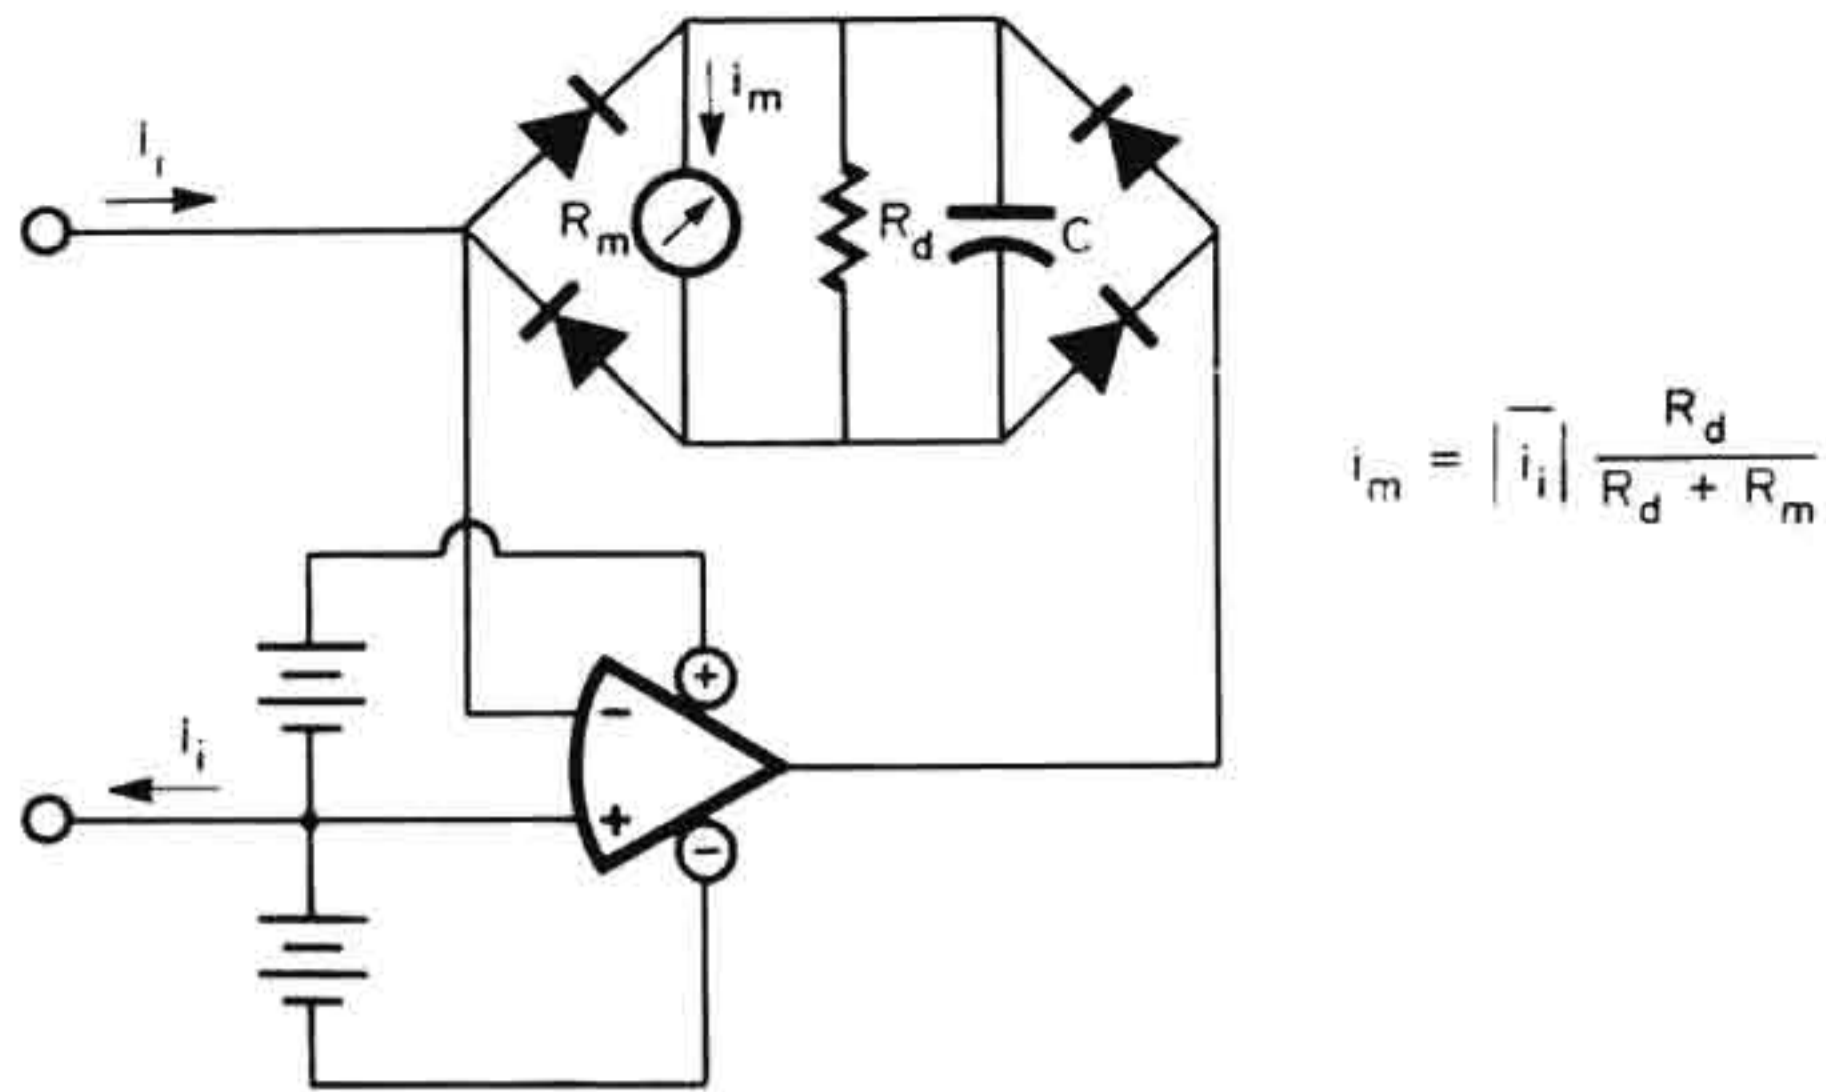 i_i
i_m
R_m
R_d
C
i_m = |i̅_i| R_d / (R_d + R_m)
+
-
i_i
+
-